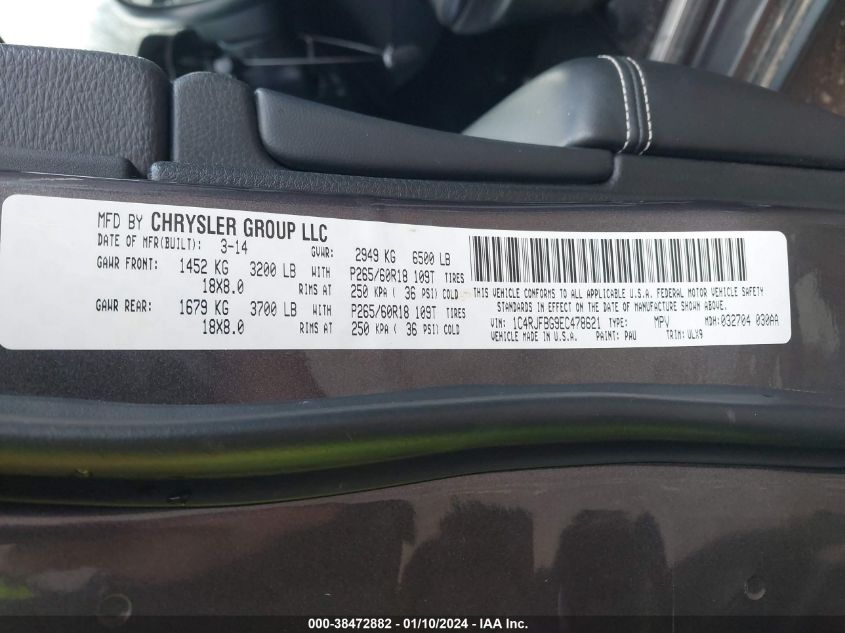 MFD BY CHRYSLER GROUP LLC
DATE OF MFR(BUILT): 3-14 GVWR: 2949 KG 6500 LB
GAWR FRONT: 1452 KG 3200 LB WITH P265/60R18 109T TIRES
18X8.0 RIMS AT 250 KPA ( 36 PSI) COLD
GAWR REAR: 1679 KG 3700 LB WITH P265/60R18 109T TIRES
18X8.0 RIMS AT 250 KPA ( 36 PSI) COLD
THIS VEHICLE CONFORMS TO ALL APPLICABLE U.S.A. FEDERAL MOTOR VEHICLE SAFETY
STANDARDS IN EFFECT ON THE DATE OF MANUFACTURE SHOWN ABOVE.
VIN: 1C4RJFBG9EC478621 TYPE: MPV MDH: 032704 030AA
VEHICLE MADE IN U.S.A. PAINT: PAU TRIM: VLX9
000-38472882 - 01/10/2024 - IAA Inc.